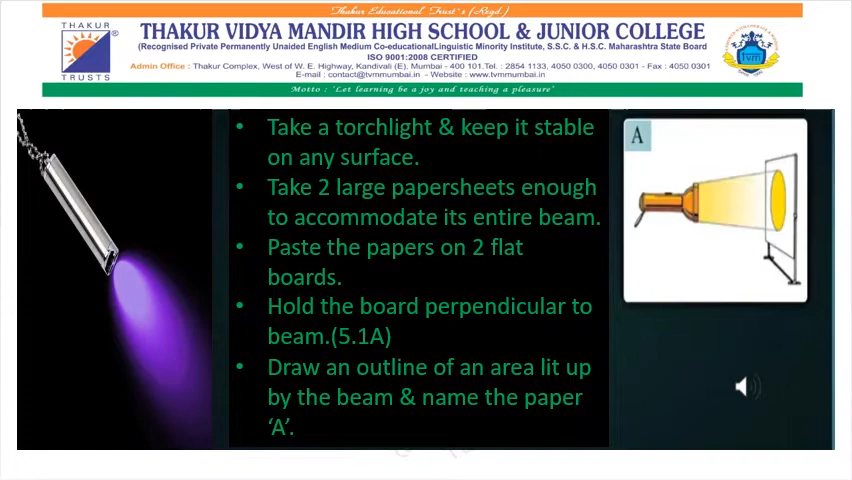 Thakur Educational Trust's (Regd.)
THAKUR
TRUSTS
®
THAKUR VIDYA MANDIR HIGH SCHOOL & JUNIOR COLLEGE
(Recognised Private Permanently Unaided English Medium Co-educationalLinguistic Minority Institute, S.S.C. & H.S.C. Maharashtra State Board
ISO 9001:2008 CERTIFIED
Admin Office : Thakur Complex, West of W. E. Highway, Kandivali (E), Mumbai - 400 101.Tel. : 2854 1133, 4050 0300, 4050 0301 - Fax : 4050 0301
E-mail : contact@tvmmumbai.in - Website : www.tvmmumbai.in
Motto : 'Let learning be a joy and teaching a pleasure'
tvm
• Take a torchlight & keep it stable
on any surface.
• Take 2 large papersheets enough
to accommodate its entire beam.
• Paste the papers on 2 flat
boards.
• Hold the board perpendicular to
beam.(5.1A)
• Draw an outline of an area lit up
by the beam & name the paper
‘A’.
A